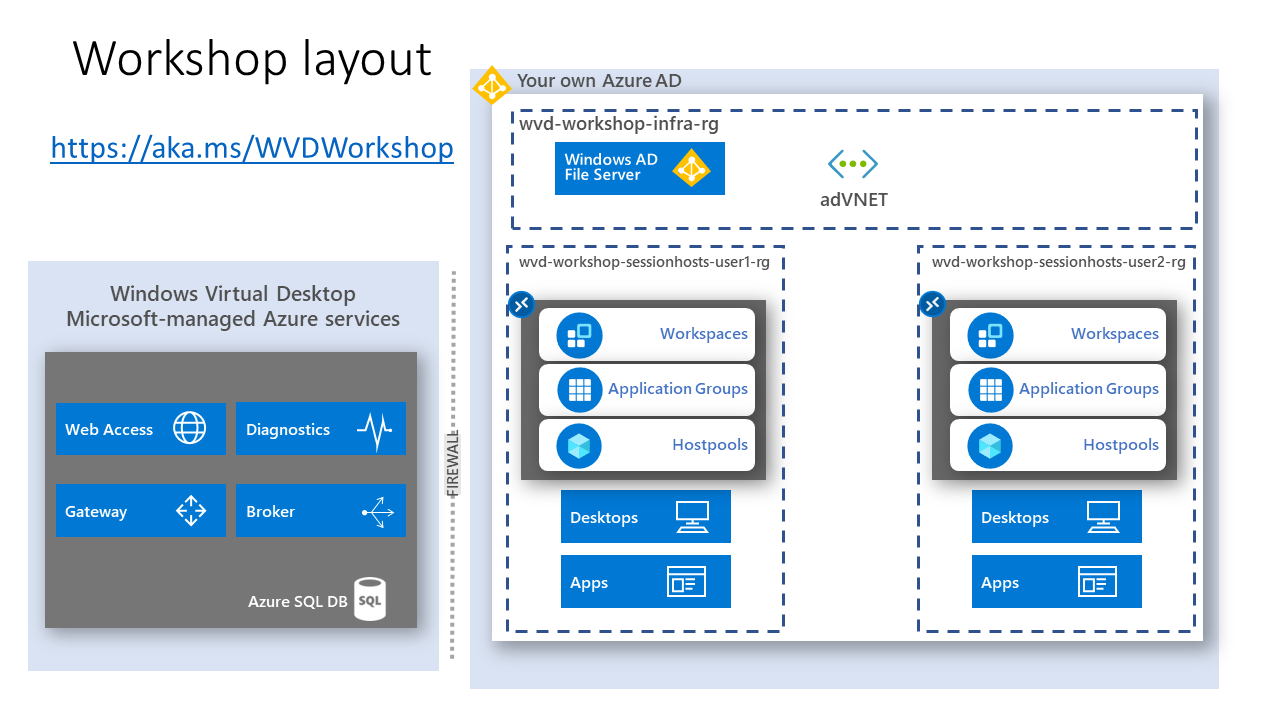 Workshop layout
https://aka.ms/WVDWorkshop
Windows Virtual Desktop
Microsoft-managed Azure services
Web Access
Diagnostics
Gateway
Broker
Azure SQL DB
SQL
FIREWALL
Your own Azure AD
wvd-workshop-infra-rg
Windows AD
File Server
adVNET
wvd-workshop-sessionhosts-user1-rg
Workspaces
Application Groups
Hostpools
Desktops
Apps
wvd-workshop-sessionhosts-user2-rg
Workspaces
Application Groups
Hostpools
Desktops
Apps